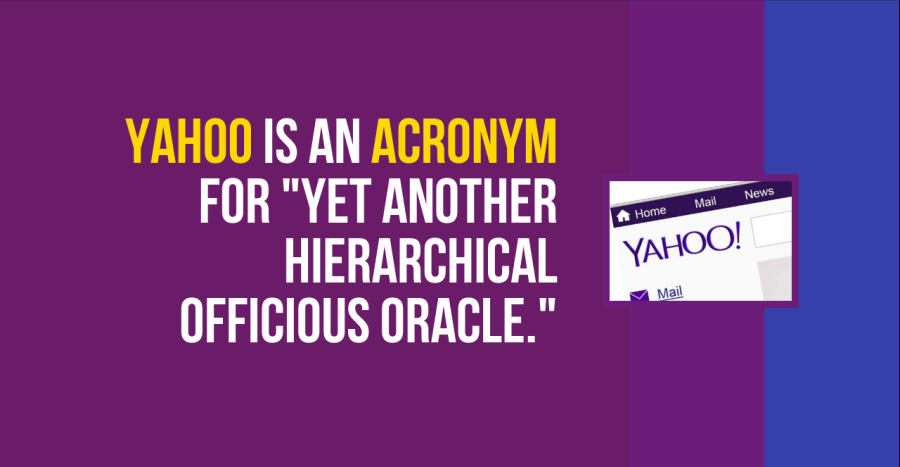 YAHOO IS AN ACRONYM
FOR "YET ANOTHER
HIERARCHICAL
OFFICIOUS ORACLE."
Home Mail News
YAHOO!
Mail